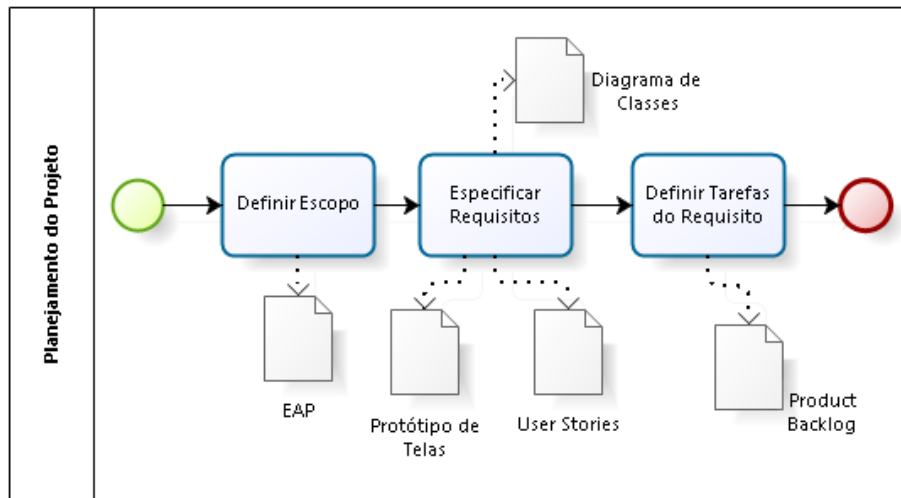 Planejamento do Projeto
Diagrama de
Classes
Definir Escopo
Especificar
Requisitos
Definir Tarefas
do Requisito
EAP
Protótipo de
Telas
User Stories
Product
Backlog